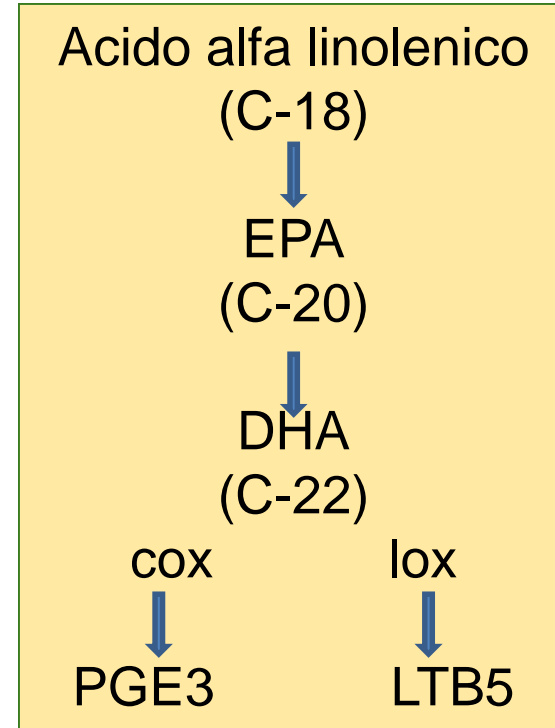 Acido alfa linolenico
(C-18)
EPA
(C-20)
DHA
(C-22)
cox lox
PGE3 LTB5